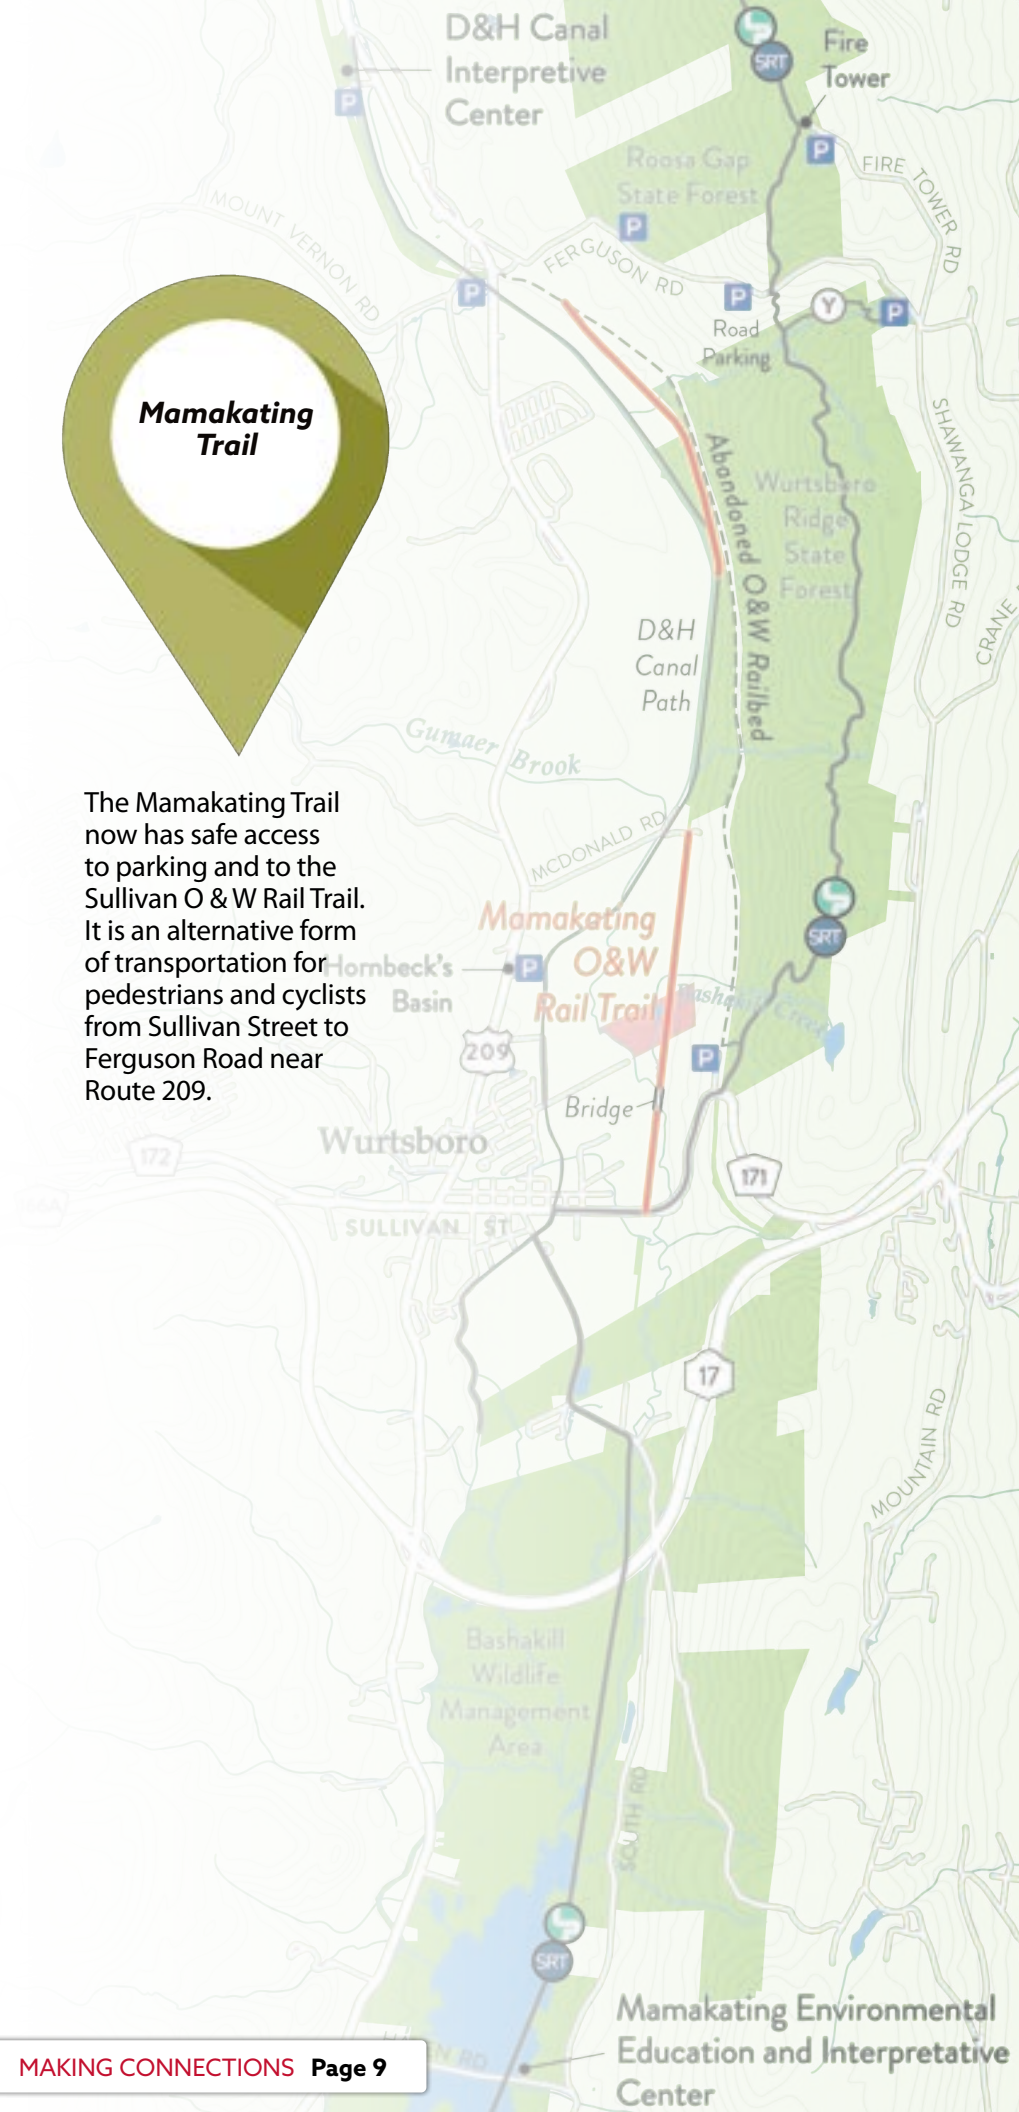 D&H Canal
Interpretive
Center
SRT
Fire
Tower
P
P
Roosa Gap
State Forest
P
FIRE TOWER RD
MOUNT VERNON RD
FERGUSON RD
P
P
Road
Parking
Y
P
Mamakating
Trail
SHAWANGA LODGE RD
Abandoned O&W Railbed
Wurtsboro
Ridge
State
Forest
CRANE
D&H
Canal
Path
Gumaer Brook
The Mamakating Trail
now has safe access
to parking and to the
Sullivan O & W Rail Trail.
It is an alternative form
of transportation for
pedestrians and cyclists
from Sullivan Street to
Ferguson Road near
Route 209.
MCDONALD RD
Mamakating
O&W
Rail Trail
SRT
Hornbeck's
Basin
P
Bashakill Creek
209
P
Bridge
Wurtsboro
172
171
SULLIVAN ST
17
MOUNTAIN RD
Bashakill
Wildlife
Management
Area
SOUTH RD
SRT
Mamakating Environmental
Education and Interpretative
Center
EN RD
MAKING CONNECTIONS Page 9